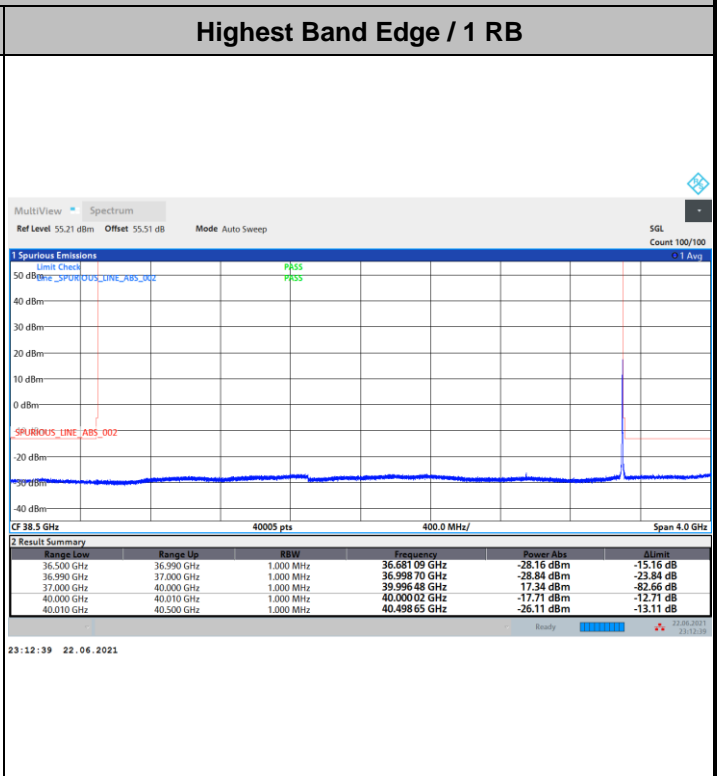 Highest Band Edge / 1 RB
MultiView Spectrum
Ref Level 55.21 dBm Offset 55.51 dB Mode Auto Sweep SGL
Count 100/100
1 Spurious Emissions 1 Avg
Limit Check PASS
50 dBm Line _SPURIOUS_LINE_ABS_002 PASS
40 dBm
30 dBm
20 dBm
10 dBm
0 dBm
_SPURIOUS_LINE_ABS_002
-20 dBm
-30 dBm
-40 dBm
CF 38.5 GHz 40005 pts 400.0 MHz/ Span 4.0 GHz
2 Result Summary
Range Low Range Up RBW Frequency Power Abs ΔLimit
36.500 GHz 36.990 GHz 1.000 MHz 36.681 09 GHz -28.16 dBm -15.16 dB
36.990 GHz 37.000 GHz 1.000 MHz 36.998 70 GHz -28.84 dBm -23.84 dB
37.000 GHz 40.000 GHz 1.000 MHz 39.996 48 GHz 17.34 dBm -82.66 dB
40.000 GHz 40.010 GHz 1.000 MHz 40.000 02 GHz -17.71 dBm -12.71 dB
40.010 GHz 40.500 GHz 1.000 MHz 40.498 65 GHz -26.11 dBm -13.11 dB
Ready 22.06.2021
23:12:39
23:12:39 22.06.2021